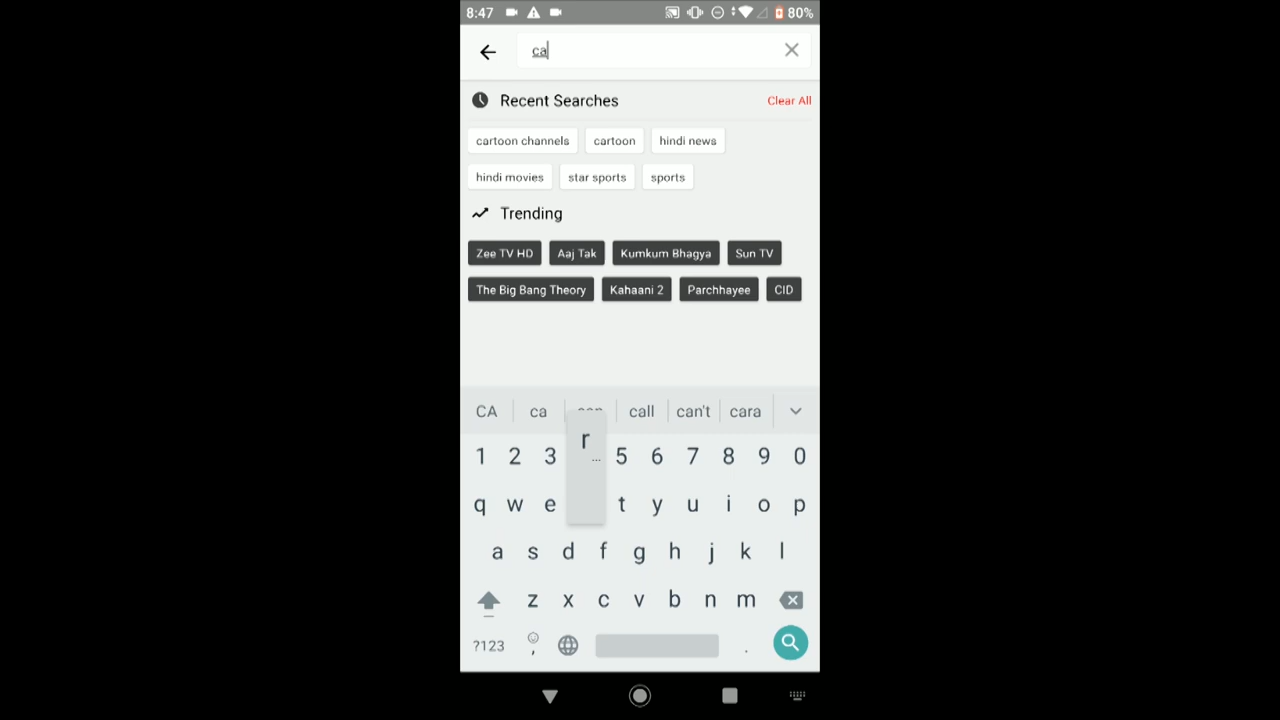 8:47 80%
ca
Recent Searches Clear All
cartoon channels cartoon hindi news
hindi movies star sports sports
Trending
Zee TV HD Aaj Tak Kumkum Bhagya Sun TV
The Big Bang Theory Kahaani 2 Parchhayee CID
CA ca call can't cara
1 2 3 5 6 7 8 9 0
r ...
q w e t y u i o p
a s d f g h j k l
z x c v b n m
?123 , .